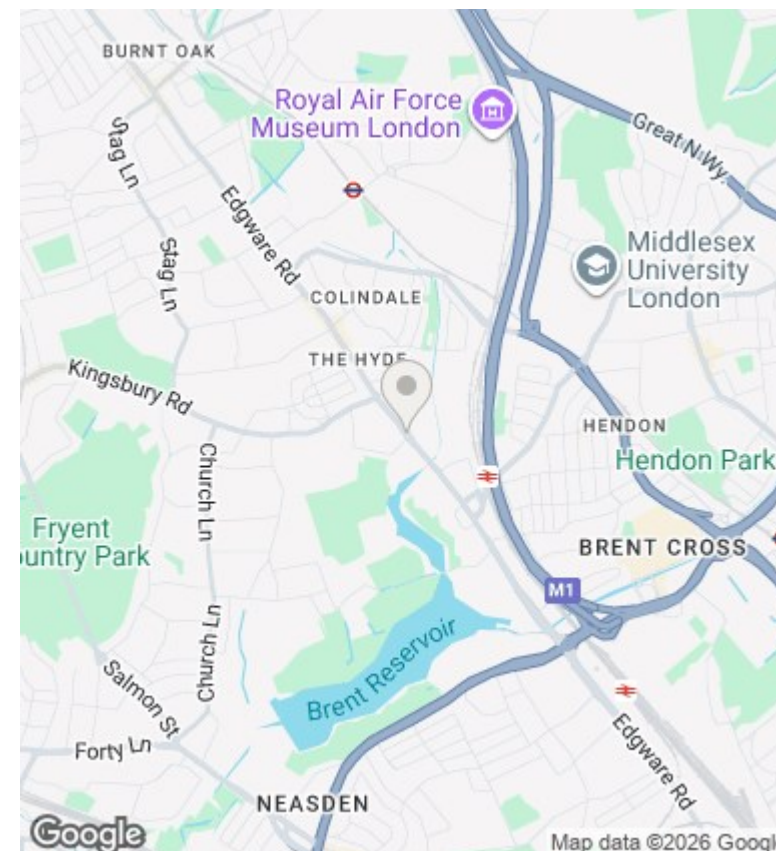 BURNT OAK
Royal Air Force
Museum London
Great N Wy.
Stag Ln
Edgware Rd
Stag Ln
Middlesex
University
London
COLINDALE
THE HYDE
Kingsbury Rd
HENDON
Church Ln
Hendon Park
Fryent
ountry Park
BRENT CROSS
M1
Church Ln
Brent Reservoir
Salmon St
Forty Ln
Edgware Rd
NEASDEN
Google
Map data ©2026 Googl